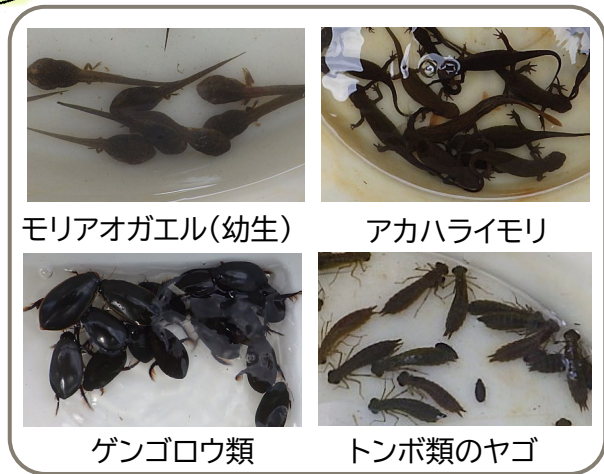 モリアオガエル(幼生)
アカハライモリ
ゲンゴロウ類
トンボ類のヤゴ